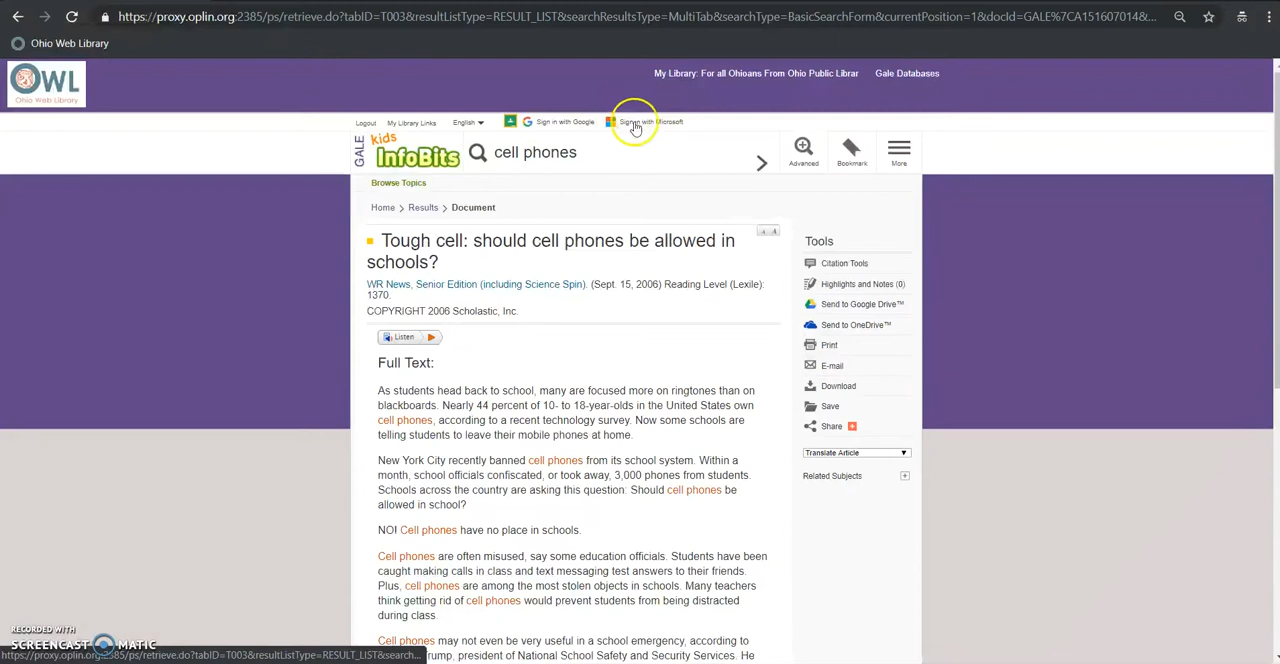 https://proxy.oplin.org:2385/ps/retrieve.do?tabID=T003&resultListType=RESULT_LIST&searchResultsType=MultiTab&searchType=BasicSearchForm&currentPosition=1&docId=GALE%7CA151607014&...
Ohio Web Library
OWL
Ohio Web Library
My Library: For all Ohioans From Ohio Public Librar Gale Databases
Logout My Library Links English Sign in with Google Sign in with Microsoft
GALE kids InfoBits cell phones
Advanced Bookmark More
Browse Topics
Home > Results > Document
Tough cell: should cell phones be allowed in
schools?
WR News, Senior Edition (including Science Spin). (Sept. 15, 2006) Reading Level (Lexile):
1370.
COPYRIGHT 2006 Scholastic, Inc.
Listen
Full Text:
As students head back to school, many are focused more on ringtones than on
blackboards. Nearly 44 percent of 10- to 18-year-olds in the United States own
cell phones, according to a recent technology survey. Now some schools are
telling students to leave their mobile phones at home.
New York City recently banned cell phones from its school system. Within a
month, school officials confiscated, or took away, 3,000 phones from students.
Schools across the country are asking this question: Should cell phones be
allowed in school?
NO! Cell phones have no place in schools.
Cell phones are often misused, say some education officials. Students have been
caught making calls in class and text messaging test answers to their friends.
Plus, cell phones are among the most stolen objects in schools. Many teachers
think getting rid of cell phones would prevent students from being distracted
during class.
Cell phones may not even be very useful in a school emergency, according to
rump, president of National School Safety and Security Services. He
Tools
Citation Tools
Highlights and Notes (0)
Send to Google Drive™
Send to OneDrive™
Print
E-mail
Download
Save
Share
Translate Article
Related Subjects
RECORDED WITH
SCREENCAST MATIC
https://proxy.oplin.org:2385/ps/retrieve.do?tabID=T003&resultListType=RESULT_LIST&search...